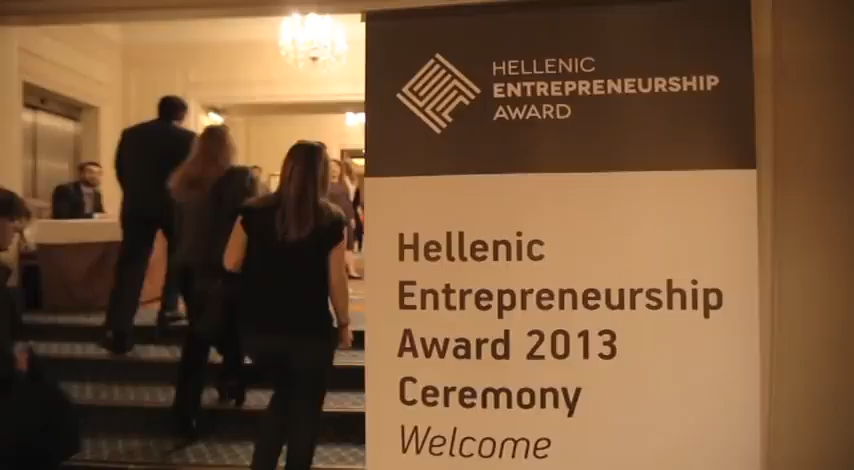 HELLENIC
ENTREPRENEURSHIP
AWARD
Hellenic
Entrepreneurship
Award 2013
Ceremony
Welcome